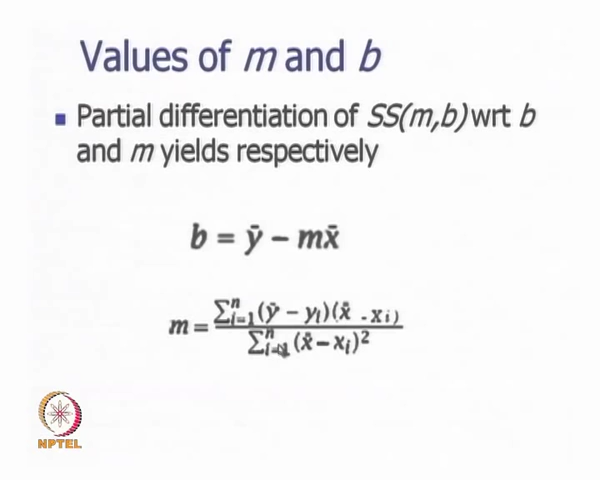 Values of m and b
Partial differentiation of SS(m,b) wrt b
and m yields respectively
b = ȳ − mx̄
m = ∑ⁿᵢ₌₁(ȳ − yᵢ)(x̄ - xᵢ) / ∑ⁿᵢ₌₁(x̄ − xᵢ)²
NPTEL